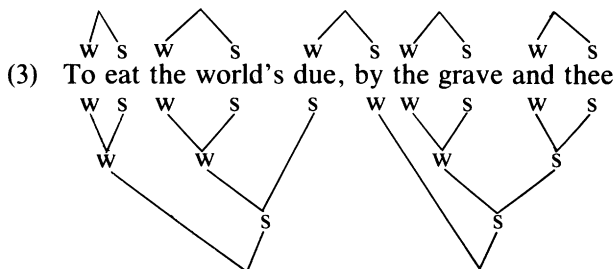 W S W S W S W S W S
(3) To eat the world's due, by the grave and thee
W S W S S W W S W S
W W W S
S S